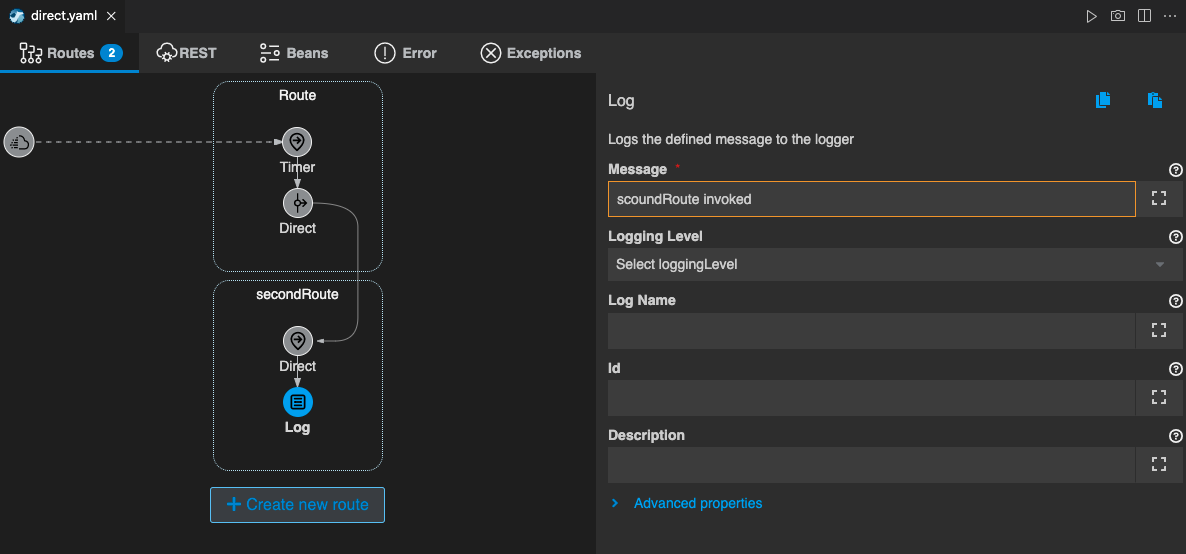 direct.yaml
Routes 2
REST
Beans
Error
Exceptions
Route
Timer
Direct
secondRoute
Direct
Log
Create new route
Log
Logs the defined message to the logger
Message *
scoundRoute invoked
Logging Level
Select loggingLevel
Log Name
Id
Description
Advanced properties